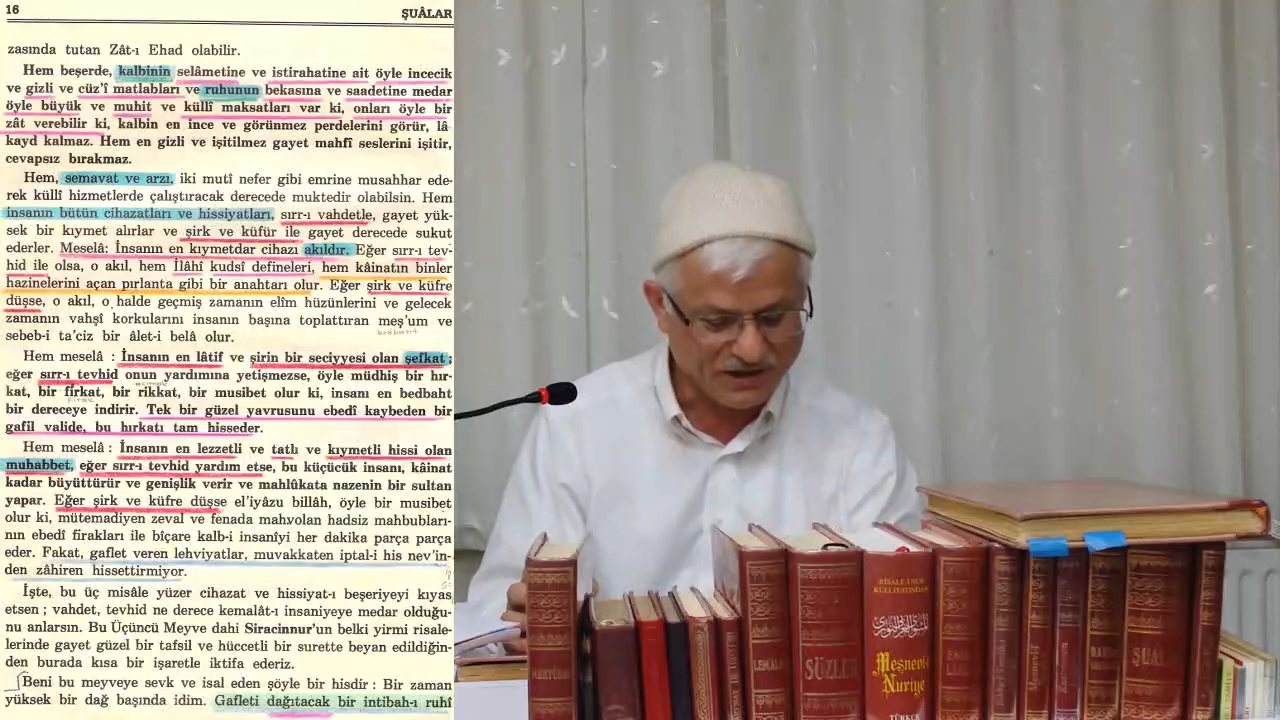 16
ŞUÂLAR
zasında tutan Zât-ı Ehad olabilir.
Hem beşerde, kalbinin selâmetine ve istirahatine ait öyle incecik
ve gizli ve cüz'î matlabları ve ruhunun bekasına ve saadetine medar
öyle büyük ve muhit ve küllî maksatları var ki, onları öyle bir
zât verebilir ki, kalbin en ince ve görünmez perdelerini görür, lâ-
kayd kalmaz. Hem en gizli ve işitilmez gayet mahfî seslerini işitir,
cevapsız bırakmaz.
Hem, semavat ve arzı, iki mutî nefer gibi emrine musahhar ede-
rek küllî hizmetlerde çalıştıracak derecede muktedir olabilsin. Hem
insanın bütün cihazatları ve hissiyatları, sırr-ı vahdetle, gayet yük-
sek bir kıymet alırlar ve şirk ve küfür ile gayet derecede sukut
ederler. Meselâ: İnsanın en kıymetdar cihazı akıldır. Eğer sırr-ı tev-
hid ile olsa, o akıl, hem İlâhî kudsî defineleri, hem kâinatın binler
hazinelerini açan pırlanta gibi bir anahtarı olur. Eğer şirk ve küfre
düşse, o akıl, o halde geçmiş zamanın elîm hüzünlerini ve gelecek
zamanın vahşî korkularını insanın başına toplattıran meş'um ve
sebeb-i ta'ciz bir âlet-i belâ olur.
Hem meselâ : İnsanın en lâtif ve şirin bir seciyyesi olan şefkat ;
eğer sırr-ı tevhid onun yardımına yetişmezse, öyle müdhiş bir hır-
kat, bir firkat, bir rikkat, bir musibet olur ki, insanı en bedbaht
bir dereceye indirir. Tek bir güzel yavrusunu ebedî kaybeden bir
gafil valide, bu hırkatı tam hisseder.
Hem meselâ : İnsanın en lezzetli ve tatlı ve kıymetli hissi olan
muhabbet, eğer sırr-ı tevhid yardım etse, bu küçücük insanı, kâinat
kadar büyüttürür ve genişlik verir ve mahlûkata nazenin bir sultan
yapar. Eğer şirk ve küfre düşse el'iyâzu billâh, öyle bir musibet
olur ki, mütemadiyen zeval ve fenada mahvolan hadsiz mahbubları-
nın ebedî firakları ile bîçare kalb-i insanîyi her dakika parça parça
eder. Fakat, gaflet veren lehviyatlar, muvakkaten iptal-i his nev'in-
den zâhiren hissettirmiyor.
İşte, bu üç misâle yüzer cihazat ve hissiyat-ı beşeriyeyi kıyas
etsen ; vahdet, tevhid ne derece kemalât-ı insaniyeye medar olduğu-
nu anlarsın. Bu Üçüncü Meyve dahi Siracinnur'un belki yirmi risale-
lerinde gayet güzel bir tafsil ve hüccetli bir surette beyan edildiğin-
den burada kısa bir işaretle iktifa ederiz.
Beni bu meyveye sevk ve isal eden şöyle bir hisdir : Bir zaman
yüksek bir dağ başında idim. Gafleti dağıtacak bir intibah-ı ruhî
LEMALAR
SÖZLER
RİSALE-İ NUR
KÜLLİYATINDAN
Mesnevî-i
Nuriye
TÜRKÇE